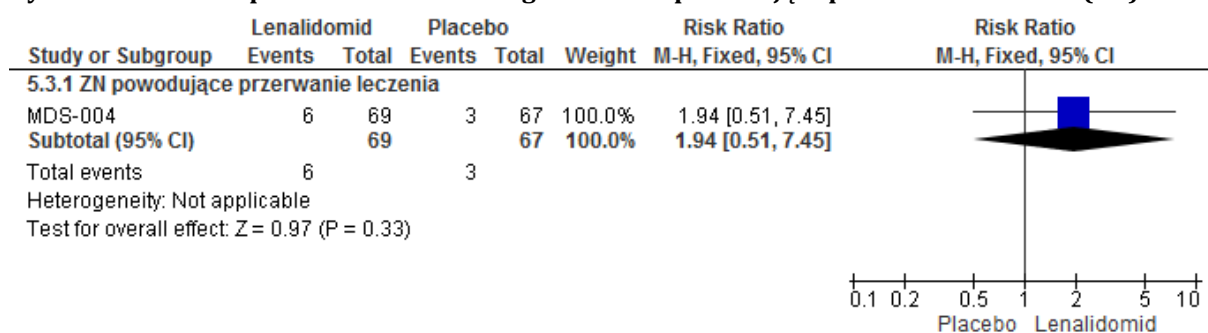 Lenalidomid Placebo Risk Ratio Risk Ratio
Study or Subgroup Events Total Events Total Weight M-H, Fixed, 95% CI M-H, Fixed, 95% CI
5.3.1 ZN powodujące przerwanie leczenia
MDS-004 6 69 3 67 100.0% 1.94 [0.51, 7.45]
Subtotal (95% CI) 69 67 100.0% 1.94 [0.51, 7.45]
Total events 6 3
Heterogeneity: Not applicable
Test for overall effect: Z = 0.97 (P = 0.33)
0.1 0.2 0.5 1 2 5 10
Placebo Lenalidomid